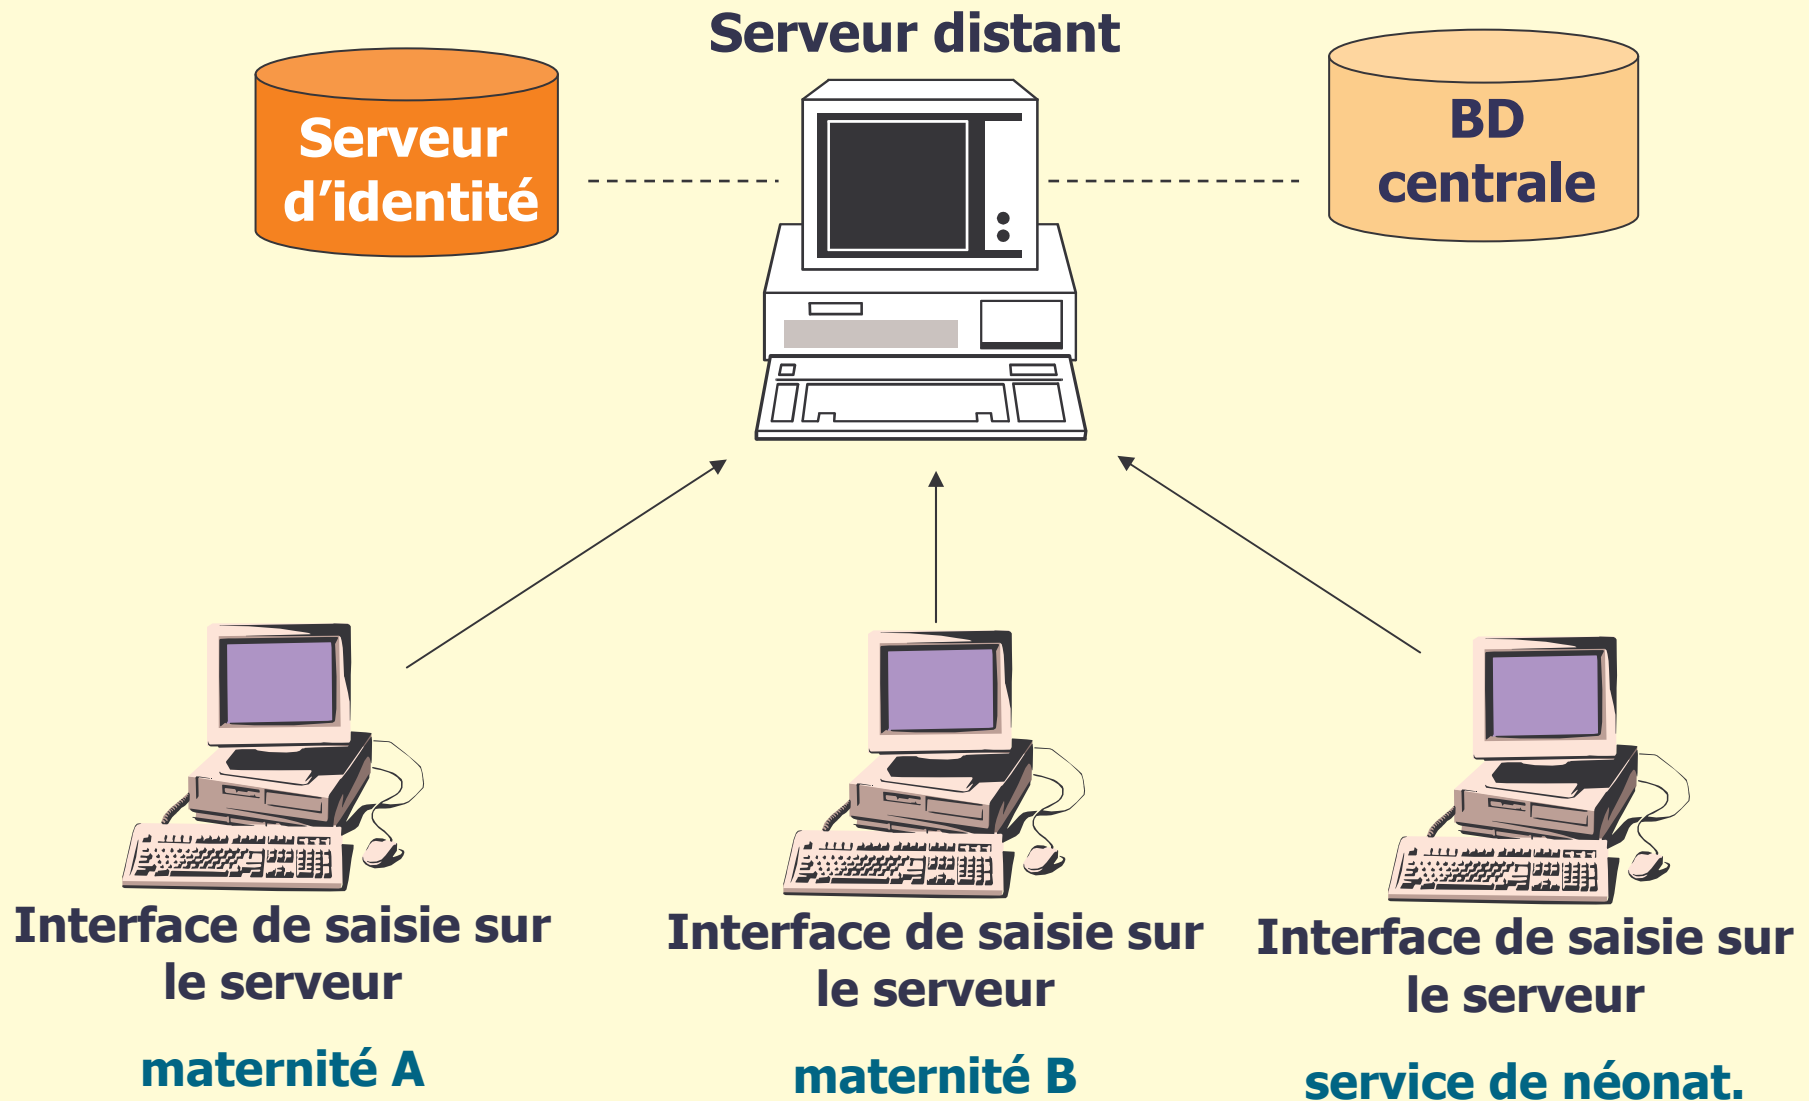 Serveur distant
Serveur
d’identité
BD
centrale
Interface de saisie sur
le serveur
maternité A
Interface de saisie sur
le serveur
maternité B
Interface de saisie sur
le serveur
service de néonat.